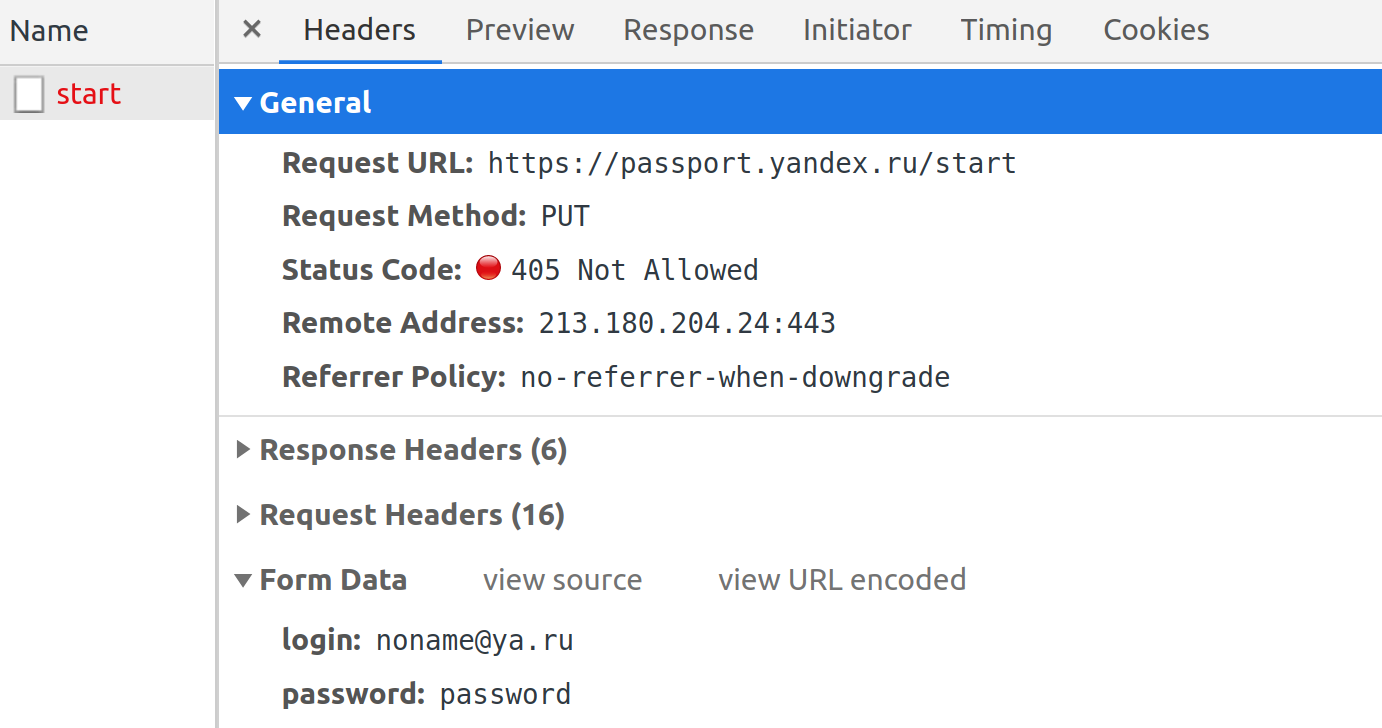 Name
× Headers Preview Response Initiator Timing Cookies
start
General
Request URL: https://passport.yandex.ru/start
Request Method: PUT
Status Code: 405 Not Allowed
Remote Address: 213.180.204.24:443
Referrer Policy: no-referrer-when-downgrade
Response Headers (6)
Request Headers (16)
Form Data view source view URL encoded
login: noname@ya.ru
password: password